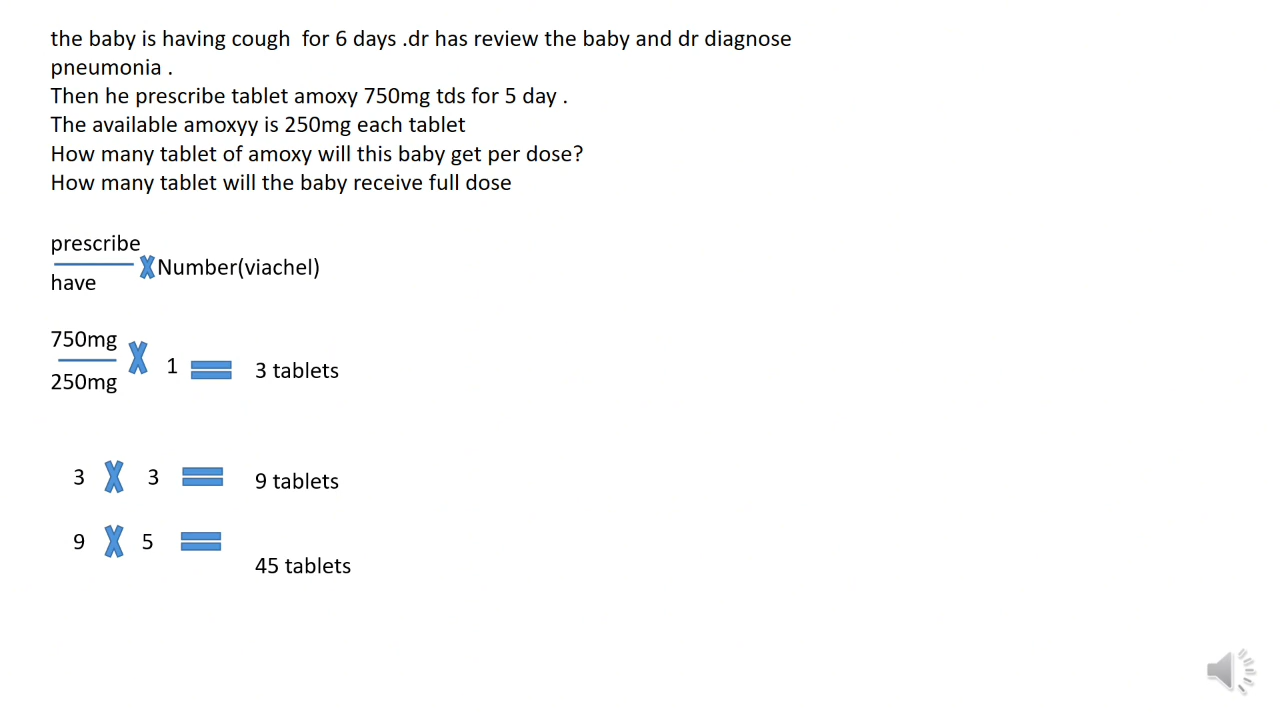 the baby is having cough  for 6 days .dr has review the baby and dr diagnose
pneumonia .
Then he prescribe tablet amoxy 750mg tds for 5 day .
The available amoxyy is 250mg each tablet
How many tablet of amoxy will this baby get per dose?
How many tablet will the baby receive full dose
prescribe
Number(viachel)
have
750mg
1
3 tablets
250mg
3 3
9 tablets
9 5
45 tablets